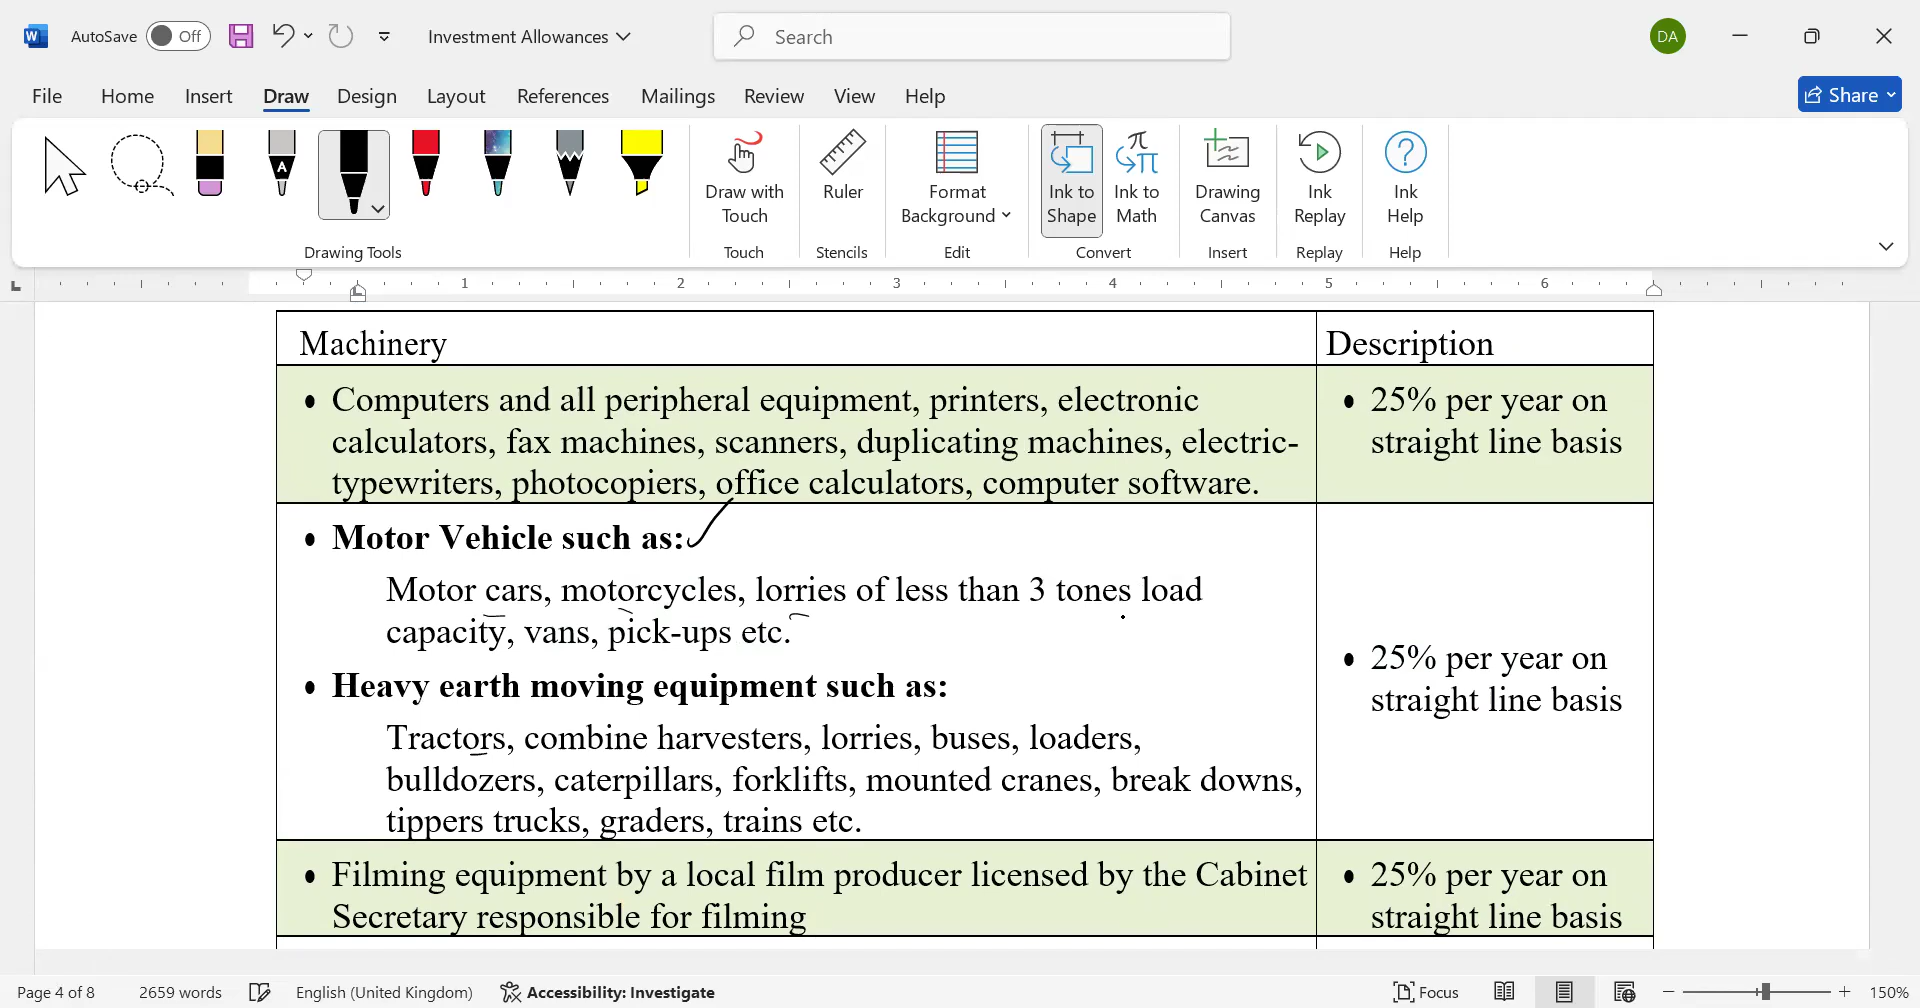 AutoSave Off Investment Allowances Search DA
File Home Insert Draw Design Layout References Mailings Review View Help Share
A
Draw with Touch
Ruler
Format Background
Ink to Shape
Ink to Math
Drawing Canvas
Ink Replay
Ink Help
Drawing Tools Touch Stencils Edit Convert Insert Replay Help
1 2 3 4 5 6
Machinery Description
• Computers and all peripheral equipment, printers, electronic
calculators, fax machines, scanners, duplicating machines, electric-
typewriters, photocopiers, office calculators, computer software.
• 25% per year on
straight line basis
• Motor Vehicle such as:
Motor cars, motorcycles, lorries of less than 3 tones load
capacity, vans, pick-ups etc.
• Heavy earth moving equipment such as:
Tractors, combine harvesters, lorries, buses, loaders,
bulldozers, caterpillars, forklifts, mounted cranes, break downs,
tippers trucks, graders, trains etc.
• 25% per year on
straight line basis
• Filming equipment by a local film producer licensed by the Cabinet
Secretary responsible for filming
• 25% per year on
straight line basis
Page 4 of 8 2659 words English (United Kingdom) Accessibility: Investigate Focus 150%